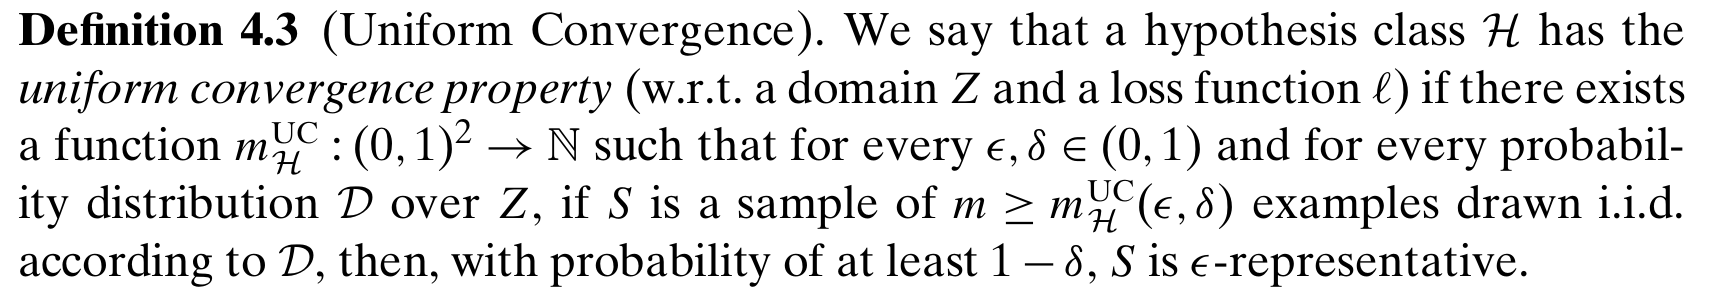 Definition 4.3 (Uniform Convergence). We say that a hypothesis class ℋ has the
uniform convergence property (w.r.t. a domain Z and a loss function ℓ) if there exists
a function m_ℋ^UC : (0, 1)² → ℕ such that for every ϵ, δ ∈ (0, 1) and for every probabil-
ity distribution 𝒟 over Z, if S is a sample of m ≥ m_ℋ^UC(ϵ, δ) examples drawn i.i.d.
according to 𝒟, then, with probability of at least 1 − δ, S is ϵ-representative.